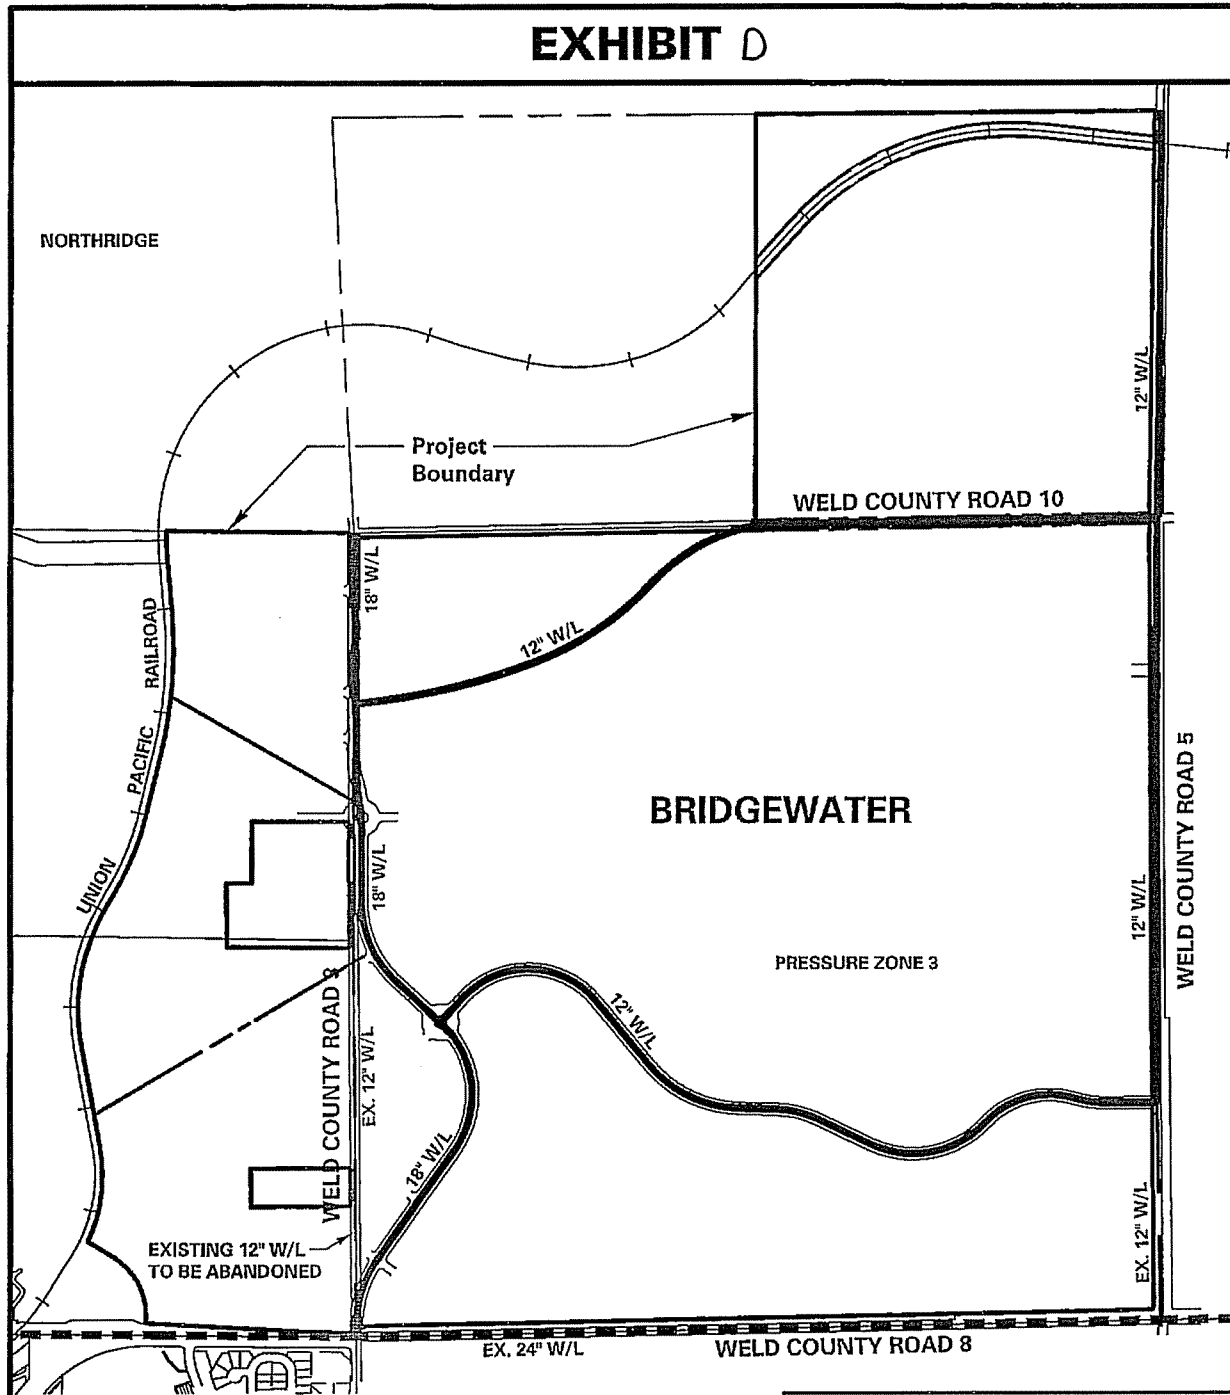 EXHIBIT D
NORTHRIDGE
12" W/L
Project
Boundary
WELD COUNTY ROAD 10
18" W/L
12" W/L
RAILROAD
PACIFIC
UNION
BRIDGEWATER
WELD COUNTY ROAD 5
18" W/L
12" W/L
PRESSURE ZONE 3
12" W/L
WELD COUNTY ROAD 3
EX. 12" W/L
18" W/L
EX. 12" W/L
EXISTING 12" W/L
TO BE ABANDONED
EX. 24" W/L
WELD COUNTY ROAD 8